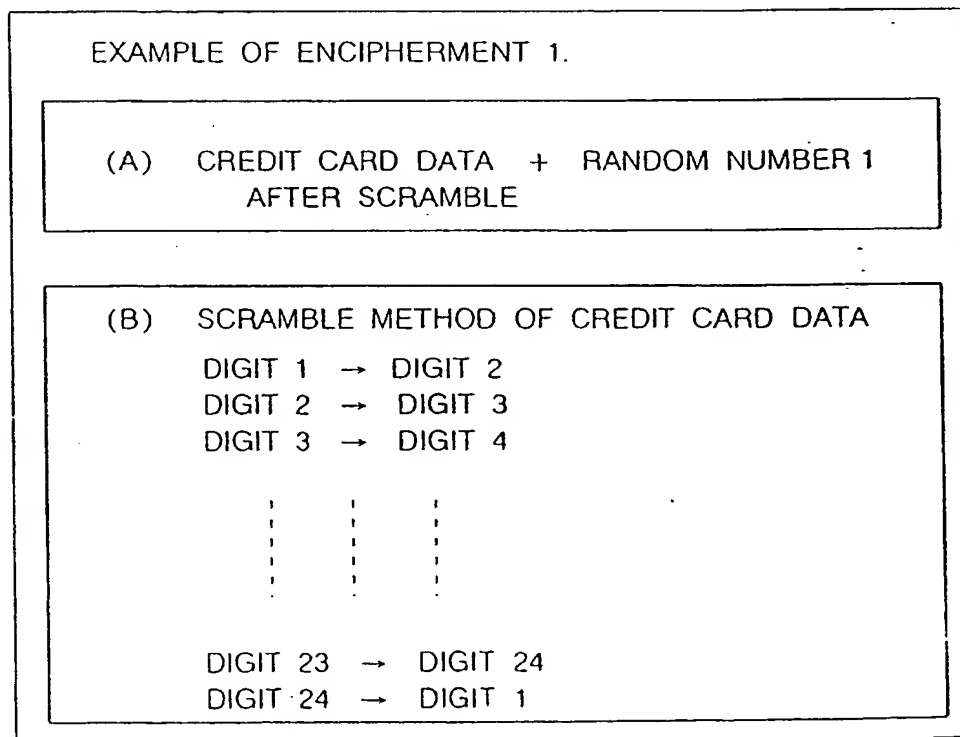 EXAMPLE OF ENCIPHERMENT 1.
(A) CREDIT CARD DATA + RANDOM NUMBER 1
AFTER SCRAMBLE
(B) SCRAMBLE METHOD OF CREDIT CARD DATA
DIGIT 1 → DIGIT 2
DIGIT 2 → DIGIT 3
DIGIT 3 → DIGIT 4
DIGIT 23 → DIGIT 24
DIGIT 24 → DIGIT 1